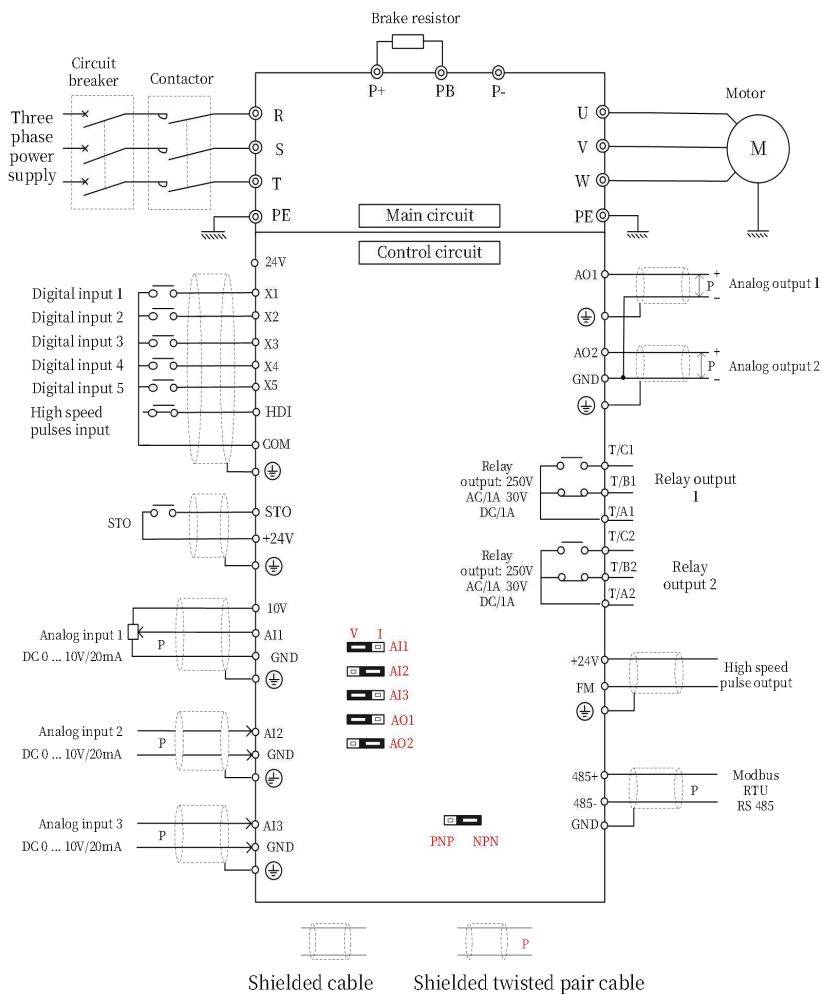 Brake resistor
Circuit
breaker
Contactor
P+
PB
P-
Motor
Three
phase
power
supply
R
S
T
PE
U
V
W
PE
M
Main circuit
Control circuit
24V
Digital input 1
X1
Digital input 2
X2
Digital input 3
X3
Digital input 4
X4
Digital input 5
X5
High speed
pulses input
HDI
COM
STO
STO
+24V
10V
Analog input 1
P
AI1
DC 0 ... 10V/20mA
GND
Analog input 2
P
AI2
DC 0 ... 10V/20mA
GND
Analog input 3
P
AI3
DC 0 ... 10V/20mA
GND
V I
AI1
AI2
AI3
AO1
AO2
PNP NPN
AO1
+
P
-
Analog output 1
AO2
+
P
-
Analog output 2
GND
Relay
output: 250V
AC/1A 30V
DC/1A
T/C1
T/B1
T/A1
Relay output
1
Relay
output: 250V
AC/1A 30V
DC/1A
T/C2
T/B2
T/A2
Relay
output 2
+24V
FM
High speed
pulse output
485+
485-
GND
P
Modbus
RTU
RS 485
P
Shielded cable
Shielded twisted pair cable